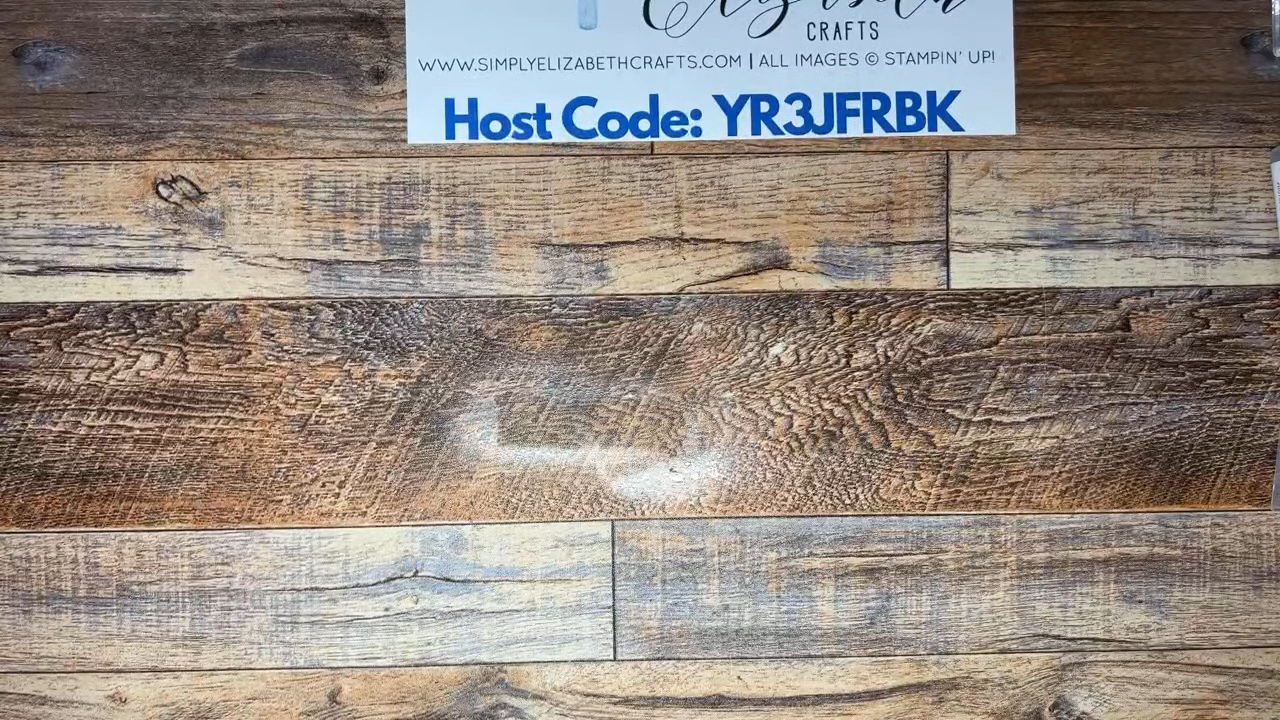 CRAFTS
WWW.SIMPLYELIZABETHCRAFTS.COM | ALL IMAGES © STAMPIN' UP!
Host Code: YR3JFRBK